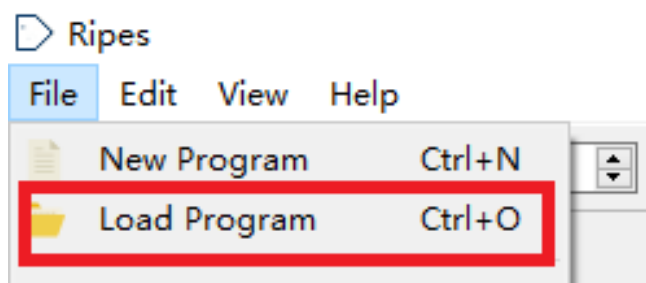 Ripes
File Edit View Help
New Program Ctrl+N
Load Program Ctrl+O